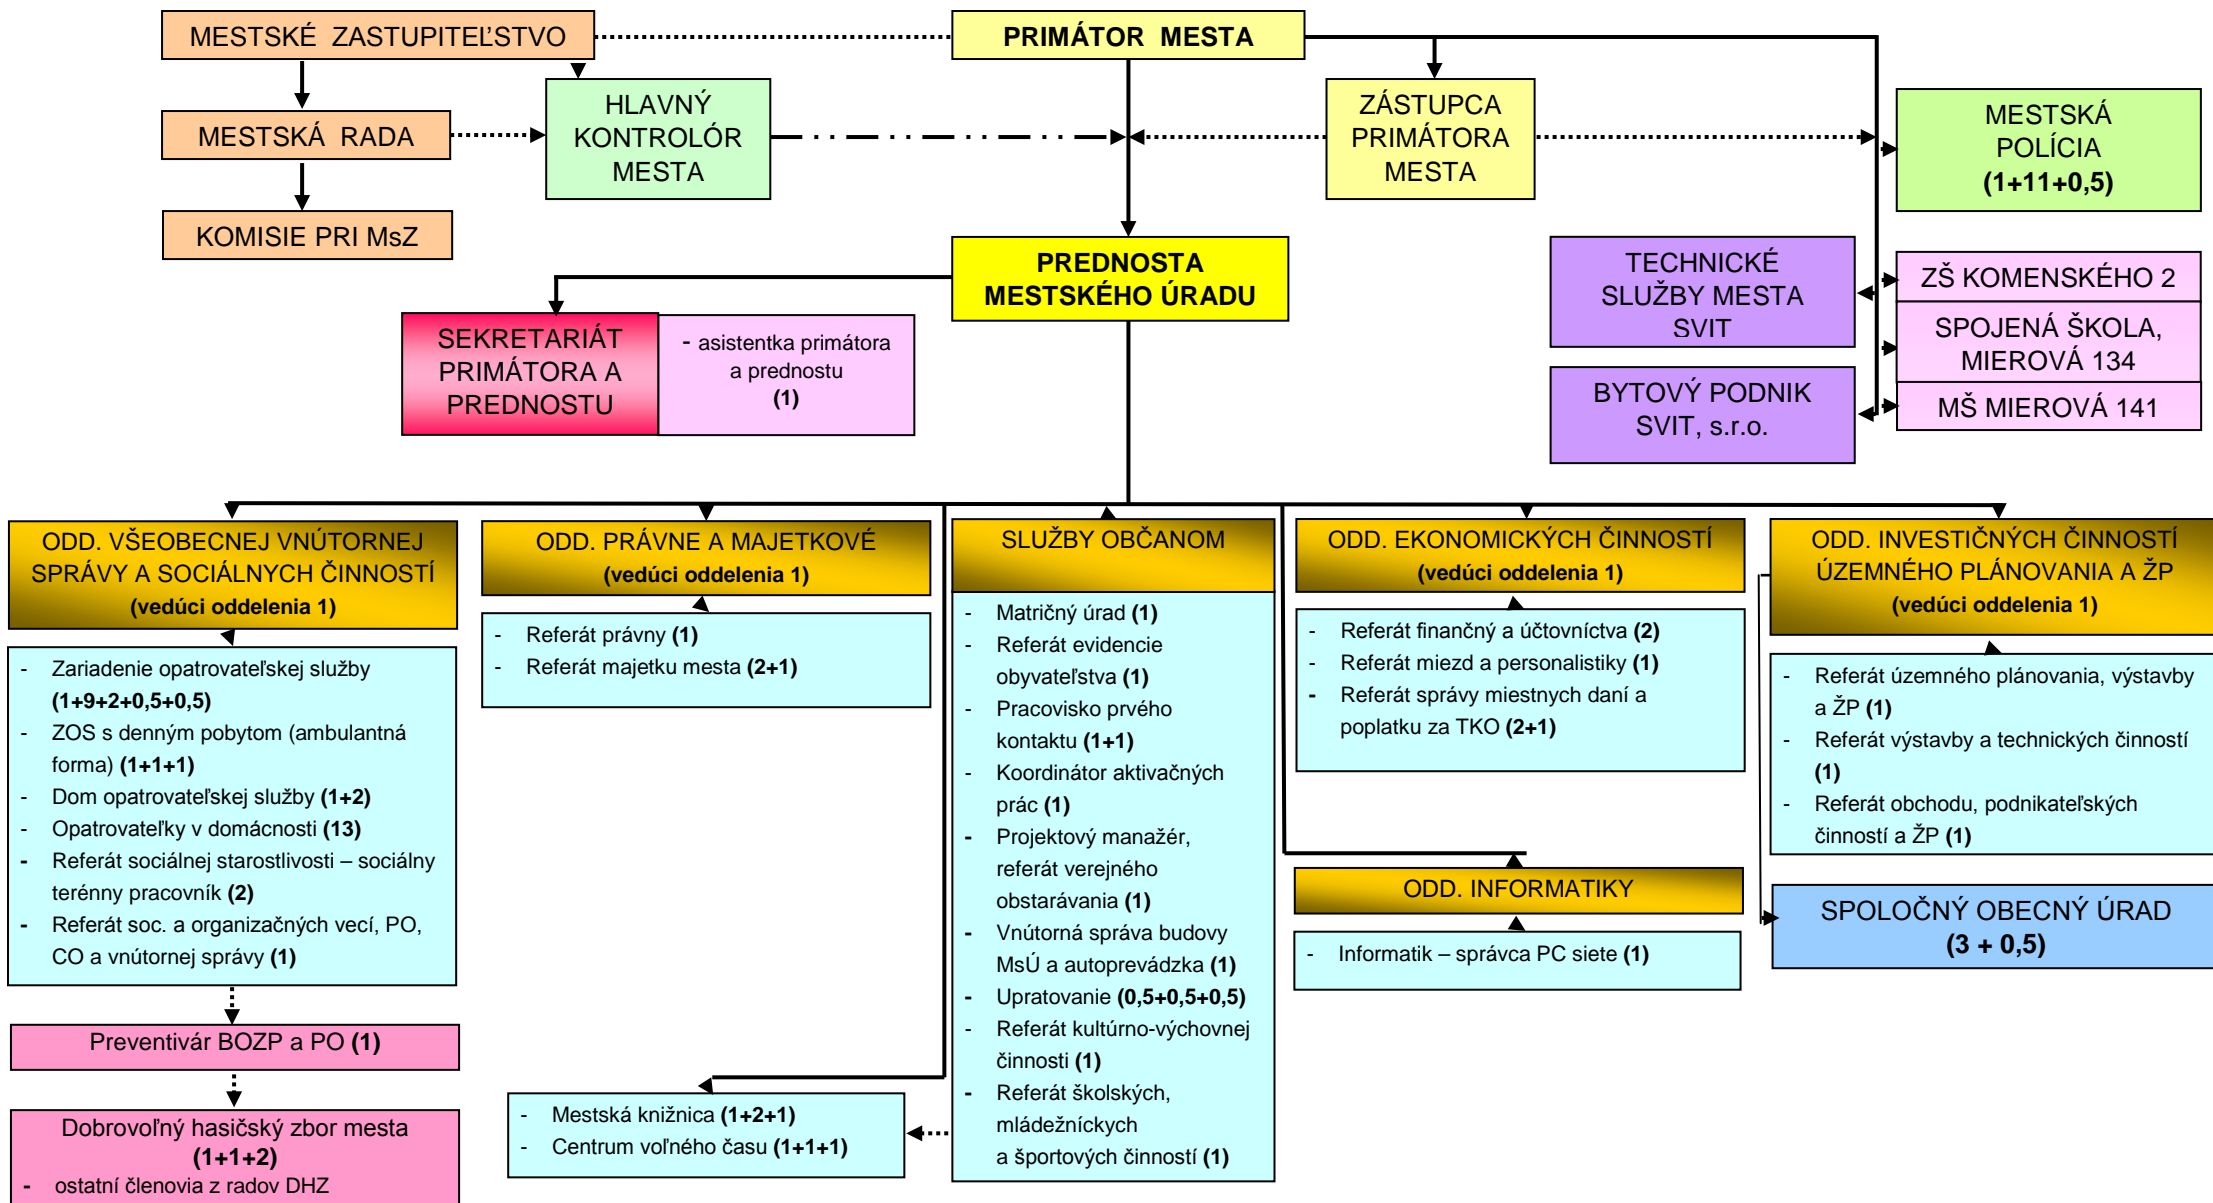 MESTSKÉ ZASTUPITEĽSTVO
PRIMÁTOR MESTA
HLAVNÝ
KONTROLÓR
MESTA
ZÁSTUPCA
PRIMÁTORA
MESTA
MESTSKÁ
POLÍCIA
(1+11+0,5)
MESTSKÁ RADA
KOMISIE PRI MsZ
PREDNOSTA
MESTSKÉHO ÚRADU
TECHNICKÉ
SLUŽBY MESTA
SVIT
ZŠ KOMENSKÉHO 2
SPOJENÁ ŠKOLA,
MIEROVÁ 134
MŠ MIEROVÁ 141
SEKRETARIÁT
PRIMÁTORA A
PREDNOSTU
- asistentka primátora
a prednostu
(1)
BYTOVÝ PODNIK
SVIT, s.r.o.
ODD. VŠEOBECNEJ VNÚTORNEJ
SPRÁVY A SOCIÁLNYCH ČINNOSTÍ
(vedúci oddelenia 1)
- Zariadenie opatrovateľskej služby
(1+9+2+0,5+0,5)
- ZOS s denným pobytom (ambulantná
forma) (1+1+1)
- Dom opatrovateľskej služby (1+2)
- Opatrovateľky v domácnosti (13)
- Referát sociálnej starostlivosti – sociálny
terénny pracovník (2)
- Referát soc. a organizačných vecí, PO,
CO a vnútornej správy (1)
Preventivár BOZP a PO (1)
Dobrovoľný hasičský zbor mesta
(1+1+2)
- ostatní členovia z radov DHZ
ODD. PRÁVNE A MAJETKOVÉ
(vedúci oddelenia 1)
- Referát právny (1)
- Referát majetku mesta (2+1)
- Mestská knižnica (1+2+1)
- Centrum voľného času (1+1+1)
SLUŽBY OBČANOM
- Matričný úrad (1)
- Referát evidencie
obyvateľstva (1)
- Pracovisko prvého
kontaktu (1+1)
- Koordinátor aktivačných
prác (1)
- Projektový manažér,
referát verejného
obstarávania (1)
- Vnútorná správa budovy
MsÚ a autoprevádzka (1)
- Upratovanie (0,5+0,5+0,5)
- Referát kultúrno-výchovnej
činnosti (1)
- Referát školských,
mládežníckych
a športových činností (1)
ODD. EKONOMICKÝCH ČINNOSTÍ
(vedúci oddelenia 1)
- Referát finančný a účtovníctva (2)
- Referát miezd a personalistiky (1)
- Referát správy miestnych daní a
poplatku za TKO (2+1)
ODD. INFORMATIKY
- Informatik – správca PC siete (1)
ODD. INVESTIČNÝCH ČINNOSTÍ
ÚZEMNÉHO PLÁNOVANIA A ŽP
(vedúci oddelenia 1)
- Referát územného plánovania, výstavby
a ŽP (1)
- Referát výstavby a technických činností
(1)
- Referát obchodu, podnikateľských
činností a ŽP (1)
SPOLOČNÝ OBECNÝ ÚRAD
(3 + 0,5)